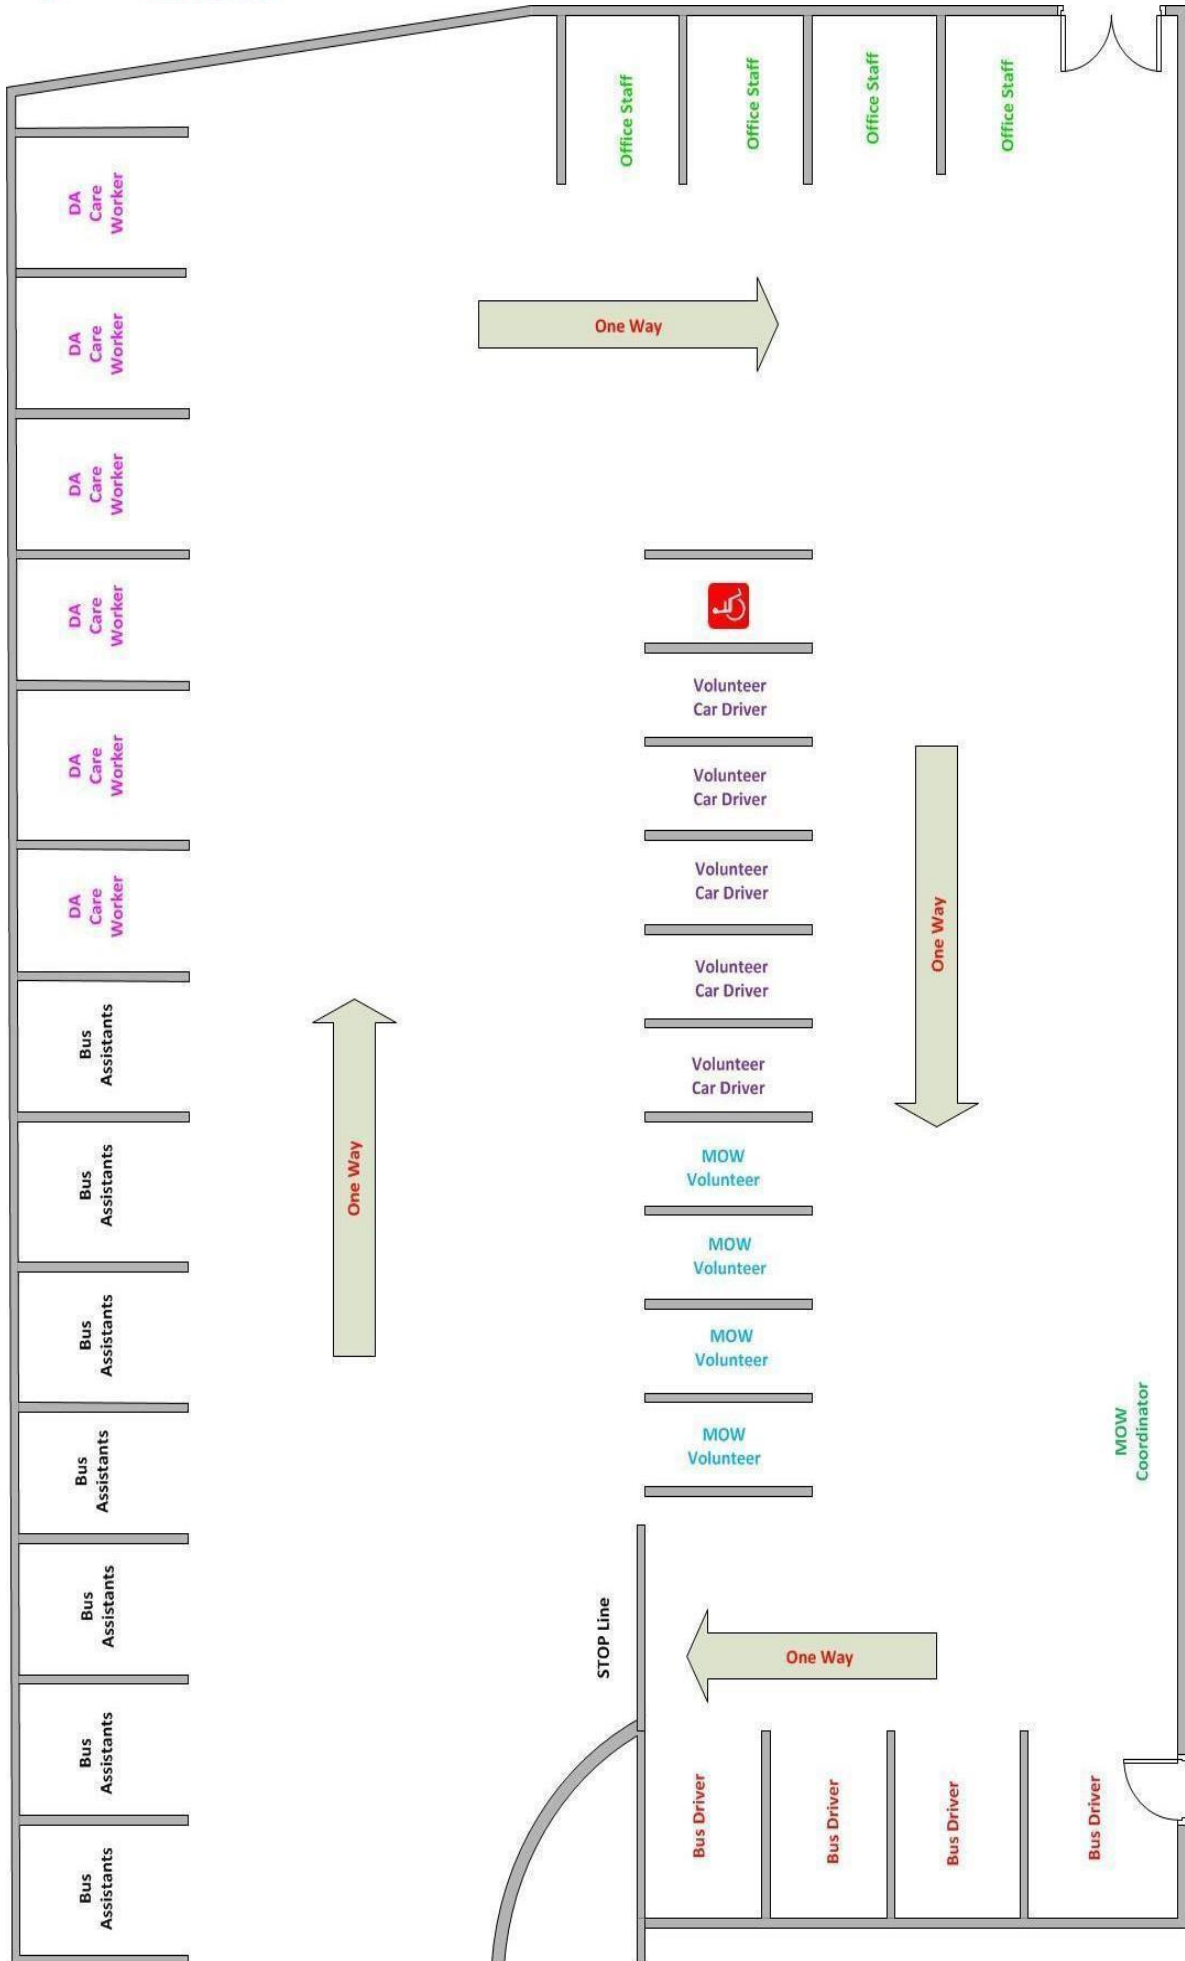 Office Staff
Office Staff
Office Staff
Office Staff
DA
Care
Worker
DA
Care
Worker
DA
Care
Worker
DA
Care
Worker
DA
Care
Worker
DA
Care
Worker
Bus
Assistants
Bus
Assistants
Bus
Assistants
Bus
Assistants
Bus
Assistants
Bus
Assistants
Bus
Assistants
One Way
One Way
Volunteer
Car Driver
Volunteer
Car Driver
Volunteer
Car Driver
Volunteer
Car Driver
Volunteer
Car Driver
MOW
Volunteer
MOW
Volunteer
MOW
Volunteer
MOW
Volunteer
One Way
MOW
Coordinator
STOP Line
One Way
Bus Driver
Bus Driver
Bus Driver
Bus Driver